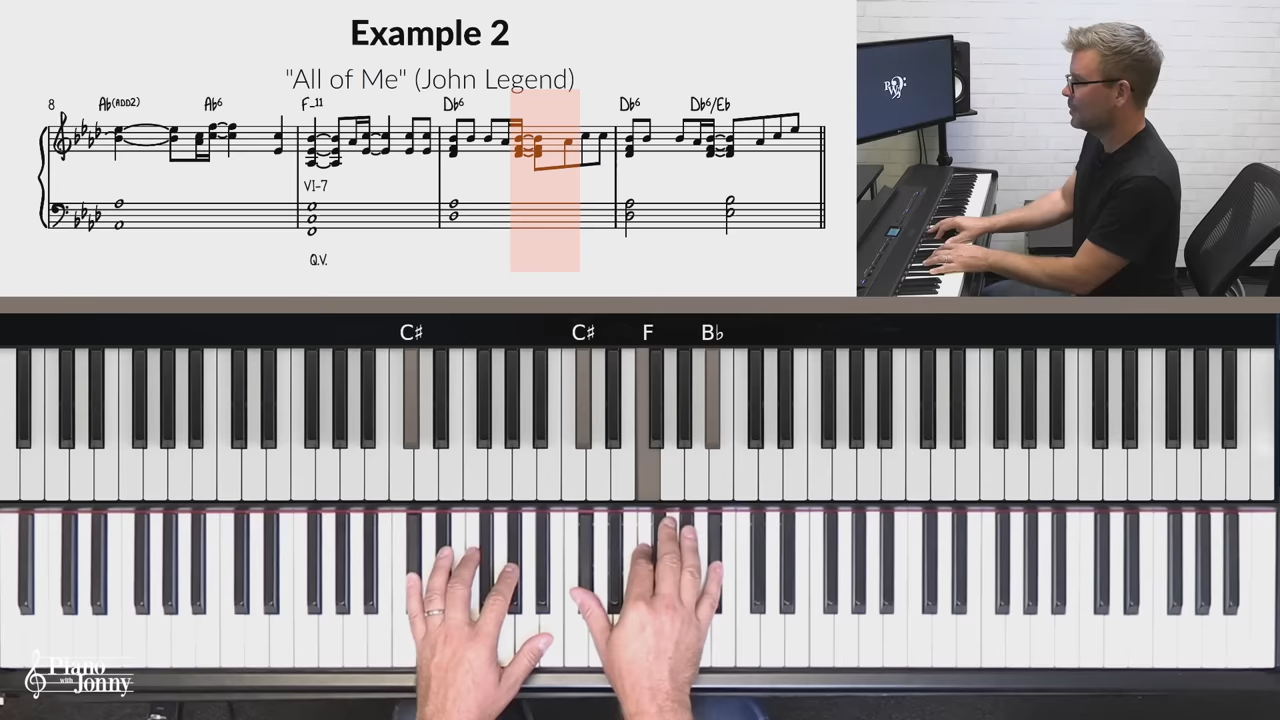 Example 2
"All of Me" (John Legend)
8
Ab(ADD2) Ab6 F-11 Db6 Db6 Db6/Eb
VI-7
Q.V.
C♯ C♯ F B♭
Piano
with
Jonny